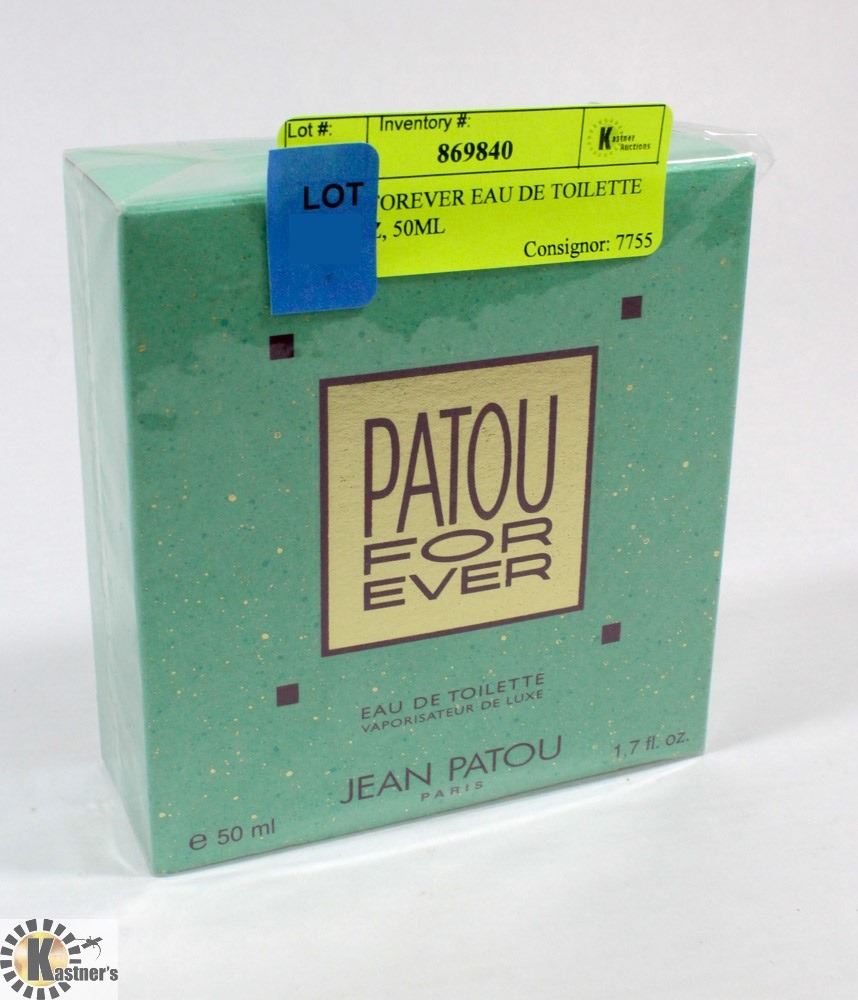 Lot #:
Inventory #:
869840
Kastner
Auctions
LOT
FOREVER EAU DE TOILETTE
Z, 50ML
Consignor: 7755
PATOU
FOR
EVER
EAU DE TOILETTE
VAPORISATEUR DE LUXE
JEAN PATOU
PARIS
e 50 ml
1.7 fl. oz.
KASTNER'S